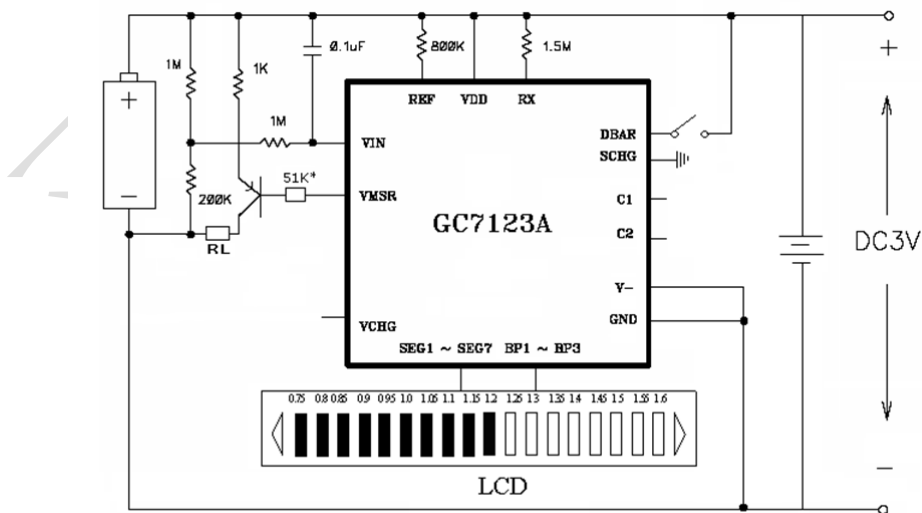 0.1uF
800K
1.5M
1M
1K
+
REF VDD RX
+
1M
DBAR
VIN
SCHG
51K*
−
200K
VMSR
C1
GC7123A
C2
DC3V
RL
V-
GND
VCHG
SEG1 ~ SEG7 BP1 ~ BP3
0.75 0.8 0.85 0.9 0.95 1.0 1.05 1.1 1.15 1.2 1.25 1.3 1.35 1.4 1.45 1.5 1.55 1.6
−
LCD